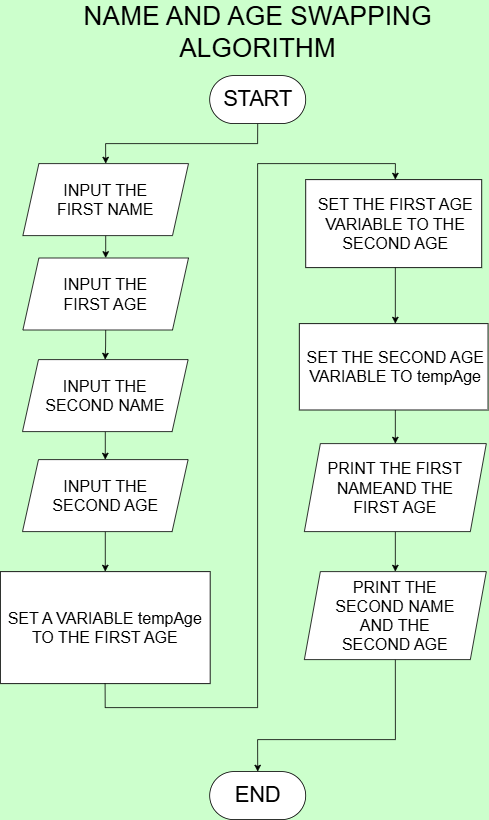 NAME AND AGE SWAPPING
ALGORITHM
START
INPUT THE
FIRST NAME
INPUT THE
FIRST AGE
INPUT THE
SECOND NAME
INPUT THE
SECOND AGE
SET A VARIABLE tempAge
TO THE FIRST AGE
SET THE FIRST AGE
VARIABLE TO THE
SECOND AGE
SET THE SECOND AGE
VARIABLE TO tempAge
PRINT THE FIRST
NAMEAND THE
FIRST AGE
PRINT THE
SECOND NAME
AND THE
SECOND AGE
END